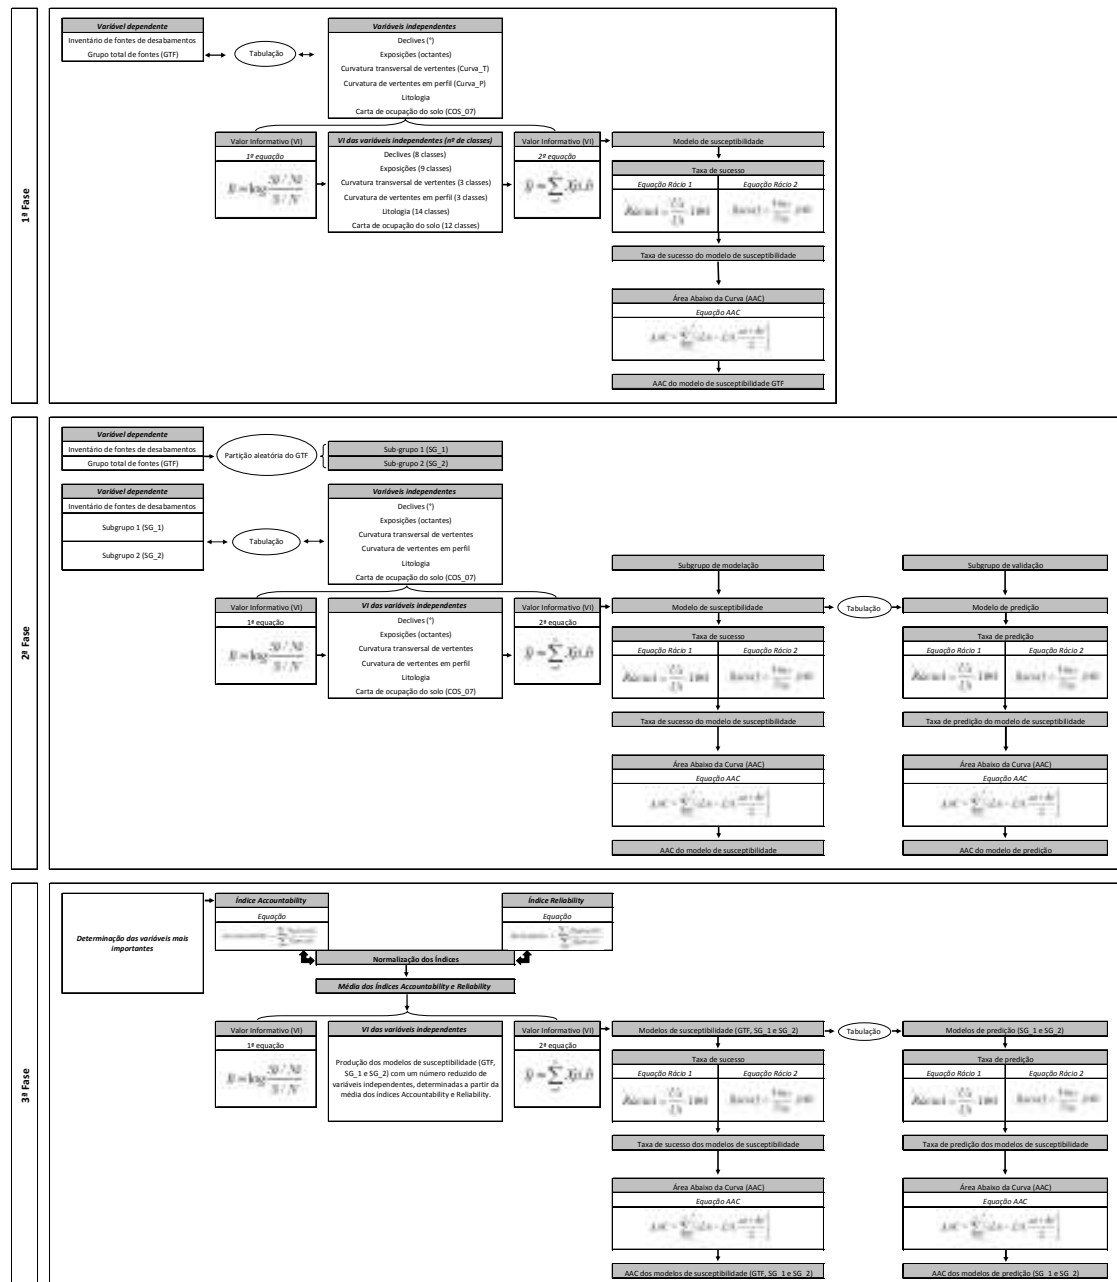 1ª Fase
Variável dependente
Inventário de fontes de desabamentos
Grupo total de fontes (GTF)
Tabulação
Variáveis independentes
Declives (°)
Exposições (octantes)
Curvatura transversal de vertentes (Curva_T)
Curvatura de vertentes em perfil (Curva_P)
Litologia
Carta de ocupação do solo (COS_07)
Valor Informativo (VI)
1ª equação
VI das variáveis independentes (nº de classes)
Declives (8 classes)
Exposições (9 classes)
Curvatura transversal de vertentes (3 classes)
Curvatura de vertentes em perfil (3 classes)
Litologia (14 classes)
Carta de ocupação do solo (12 classes)
Valor Informativo (VI)
2ª equação
Modelo de susceptibilidade
Taxa de sucesso
Equação Rácio 1
Equação Rácio 2
Taxa de sucesso do modelo de susceptibilidade
Área Abaixo da Curva (AAC)
Equação AAC
AAC do modelo de susceptibilidade GTF
2ª Fase
Variável dependente
Inventário de fontes de desabamentos
Grupo total de fontes (GTF)
Partição aleatória do GTF
Sub-grupo 1 (SG_1)
Sub-grupo 2 (SG_2)
Variável dependente
Inventário de fontes de desabamentos
Subgrupo 1 (SG_1)
Subgrupo 2 (SG_2)
Tabulação
Variáveis independentes
Declives (°)
Exposições (octantes)
Curvatura transversal de vertentes
Curvatura de vertentes em perfil
Litologia
Carta de ocupação do solo (COS_07)
Valor Informativo (VI)
1ª equação
VI das variáveis independentes
Declives (°)
Exposições (octantes)
Curvatura transversal de vertentes
Curvatura de vertentes em perfil
Litologia
Carta de ocupação do solo (COS_07)
Valor Informativo (VI)
2ª equação
Subgrupo de modelação
Modelo de susceptibilidade
Taxa de sucesso
Equação Rácio 1
Equação Rácio 2
Taxa de sucesso do modelo de susceptibilidade
Área Abaixo da Curva (AAC)
Equação AAC
AAC do modelo de susceptibilidade
Tabulação
Subgrupo de validação
Modelo de predição
Taxa de predição
Equação Rácio 1
Equação Rácio 2
Taxa de predição do modelo de susceptibilidade
Área Abaixo da Curva (AAC)
Equação AAC
AAC do modelo de predição
3ª Fase
Determinação das variáveis mais
importantes
Índice Accountability
Equação
Índice Reliability
Equação
Normalização dos Índices
Média dos Índices Accountability e Reliability
Valor Informativo (VI)
1ª equação
VI das variáveis independentes
Produção dos modelos de susceptibilidade (GTF,
SG_1 e SG_2) com um número reduzido de
variáveis independentes, determinadas a partir da
média dos índices Accountability e Reliability.
Valor Informativo (VI)
2ª equação
Modelos de susceptibilidade (GTF, SG_1 e SG_2)
Taxa de sucesso
Equação Rácio 1
Equação Rácio 2
Taxa de sucesso dos modelos de susceptibilidade
Área Abaixo da Curva (AAC)
Equação AAC
AAC dos modelos de susceptibilidade (GTF, SG_1 e SG_2)
Tabulação
Modelos de predição (SG_1 e SG_2)
Taxa de predição
Equação Rácio 1
Equação Rácio 2
Taxa de predição dos modelos de susceptibilidade
Área Abaixo da Curva (AAC)
Equação AAC
AAC dos modelos de predição (SG_1 e SG_2)